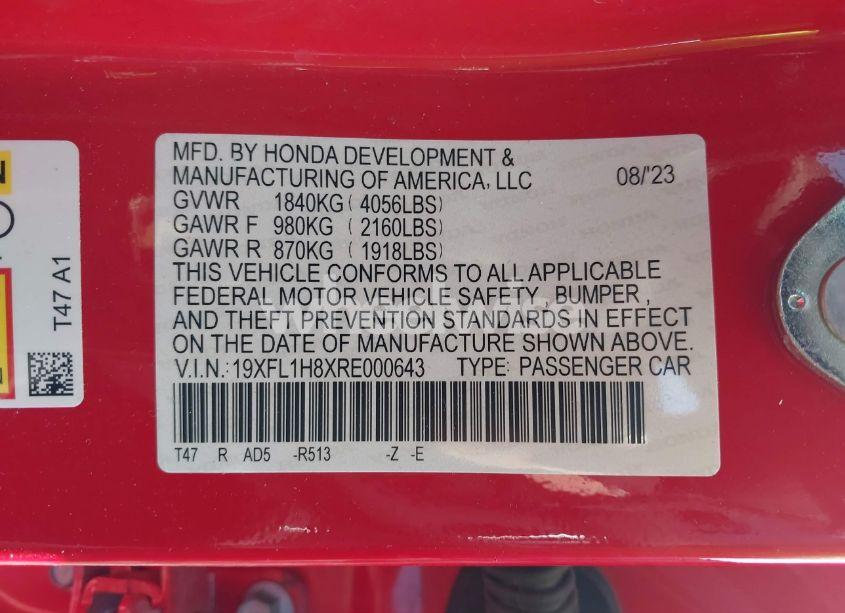 MFD. BY HONDA DEVELOPMENT &
MANUFACTURING OF AMERICA, LLC 08/'23
GVWR 1840KG ( 4056LBS)
GAWR F 980KG ( 2160LBS)
GAWR R 870KG ( 1918LBS)
THIS VEHICLE CONFORMS TO ALL APPLICABLE
FEDERAL MOTOR VEHICLE SAFETY , BUMPER ,
AND THEFT PREVENTION STANDARDS IN EFFECT
ON THE DATE OF MANUFACTURE SHOWN ABOVE.
V.I.N.: 19XFL1H8XRE000643 TYPE: PASSENGER CAR
T47 R AD5 -R513 -Z -E
T47 A1